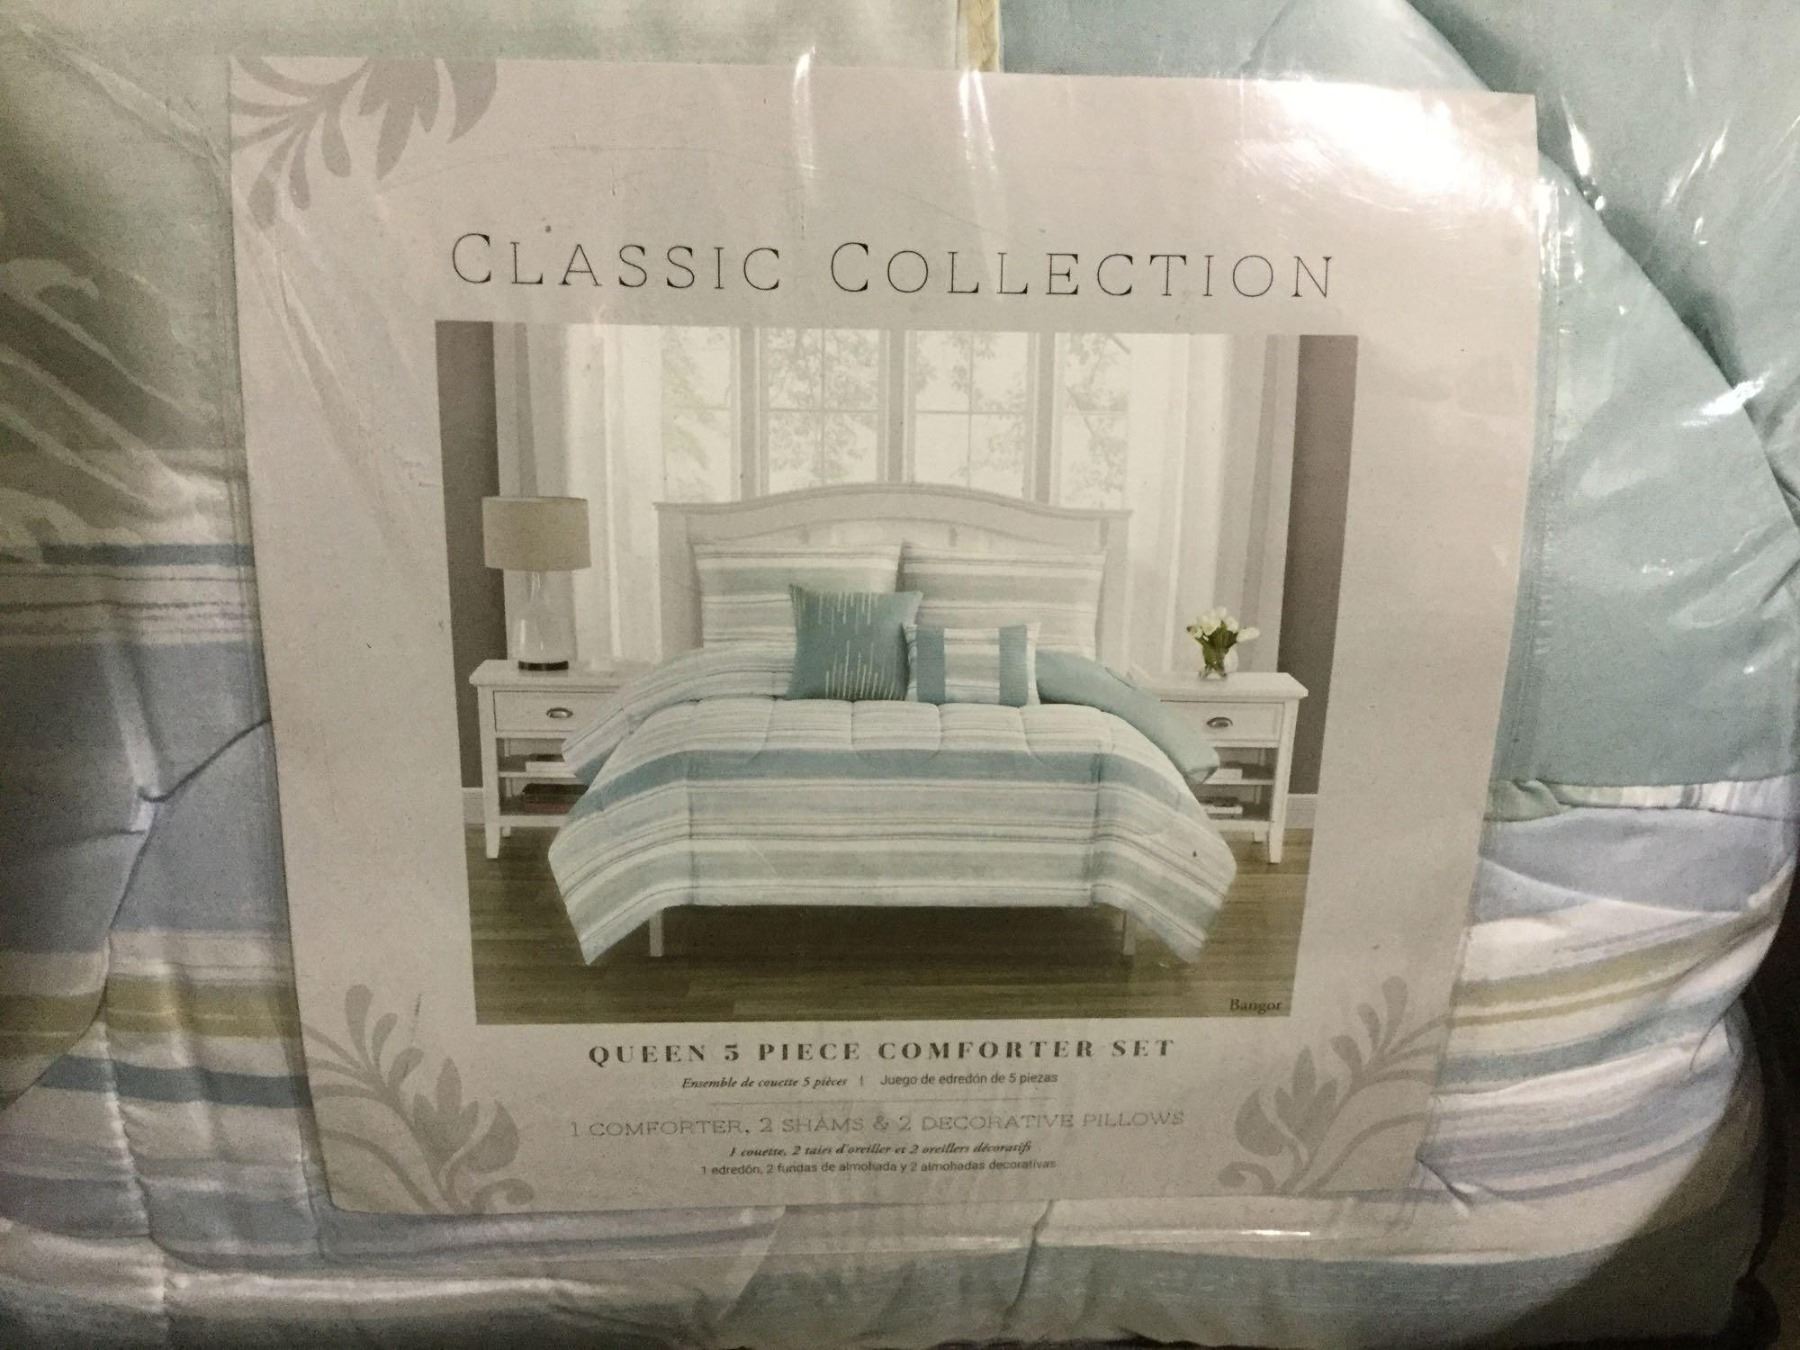 CLASSIC COLLECTION
Bangor
QUEEN 5 PIECE COMFORTER SET
Ensemble de couette 5 pièces | Juego de edredón de 5 piezas
1 COMFORTER, 2 SHAMS & 2 DECORATIVE PILLOWS
1 couette, 2 taies d'oreiller et 2 oreillers décoratifs
1 edredón, 2 fundas de almohada y 2 almohadas decorativas